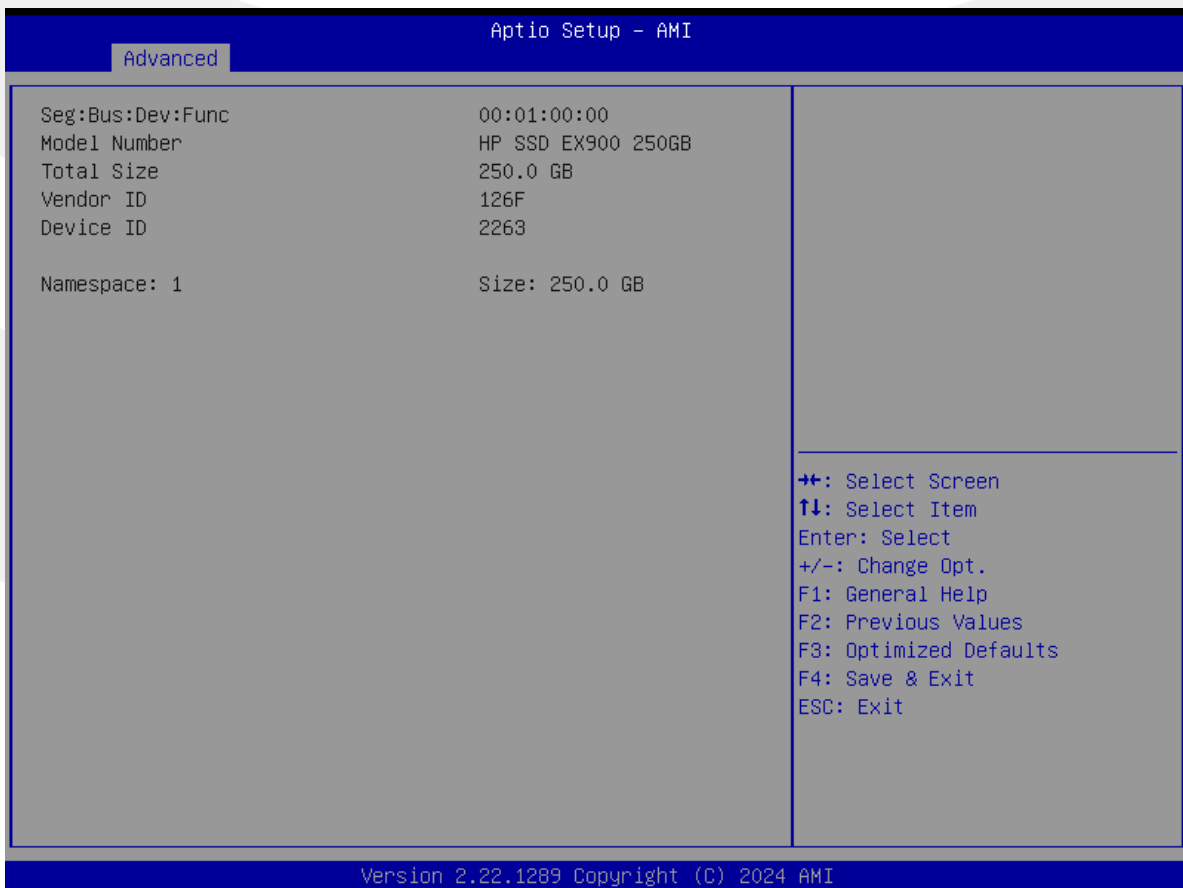 Aptio Setup - AMI
Advanced
Seg:Bus:Dev:Func 00:01:00:00
Model Number HP SSD EX900 250GB
Total Size 250.0 GB
Vendor ID 126F
Device ID 2263
Namespace: 1 Size: 250.0 GB
→←: Select Screen
↑↓: Select Item
Enter: Select
+/-: Change Opt.
F1: General Help
F2: Previous Values
F3: Optimized Defaults
F4: Save & Exit
ESC: Exit
Version 2.22.1289 Copyright (C) 2024 AMI